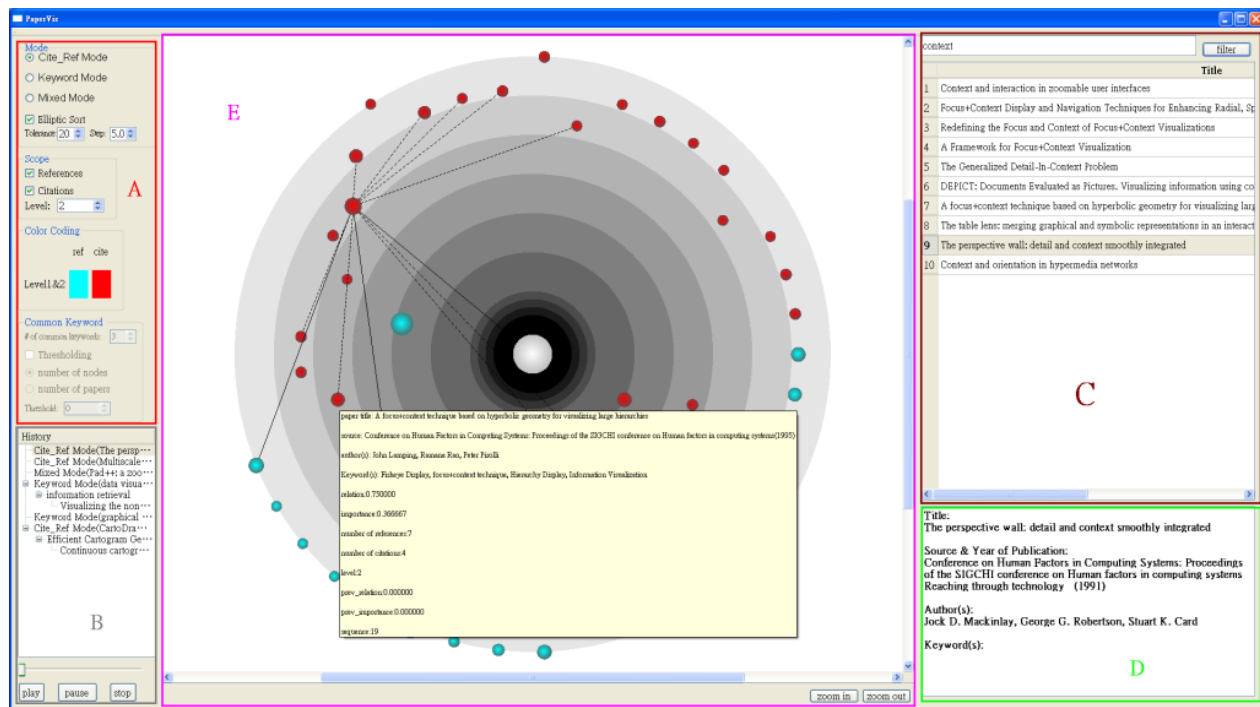 PaperVis
Mode
Cite_Ref Mode
Keyword Mode
Mixed Mode
Elliptic Sort
Tolerance 20 Step: 5.0
Scope
References
Citations
Level: 2
A
Color Coding
ref cite
Level1&2
Common Keyword
# of common keywords: 3
Thresholding
number of nodes
number of papers
Threshold: 0
History
Cite_Ref Mode(The persp···
Cite_Ref Mode(Multiscale···
Mixed Mode(Pad++: a zoo···
Keyword Mode(data visua···
information retrieval
Visualizing the non···
Keyword Mode(graphical ···
Cite_Ref Mode(CartoDra···
Efficient Cartogram Ge···
Continuous cartogr···
B
play pause stop
E
paper title: A focus+context technique based on hyperbolic geometry for visualizing large hierarchies
source: Conference on Human Factors in Computing Systems: Proceedings of the SIGCHI conference on Human factors in computing systems(1995)
author(s): John Lamping, Ramana Rao, Peter Pirolli
Keyword(s): Fisheye Display, focus+context technique, Hierarchy Display, Information Visualization
relation:0.750000
importance:0.366667
number of references:7
number of citations:4
level:2
prev_relation:0.000000
prev_importance:0.000000
sequence:19
zoom in zoom out
context filter
Title
1 Context and interaction in zoomable user interfaces
2 Focus+Context Display and Navigation Techniques for Enhancing Radial, Sp
3 Redefining the Focus and Context of Focus+Context Visualizations
4 A Framework for Focus+Context Visualization
5 The Generalized Detail-In-Context Problem
6 DEPICT: Documents Evaluated as Pictures. Visualizing information using co
7 A focus+context technique based on hyperbolic geometry for visualizing larg
8 The table lens: merging graphical and symbolic representations in an interact
9 The perspective wall: detail and context smoothly integrated
10 Context and orientation in hypermedia networks
C
Title:
The perspective wall: detail and context smoothly integrated
Source & Year of Publication:
Conference on Human Factors in Computing Systems: Proceedings
of the SIGCHI conference on Human factors in computing systems
Reaching through technology (1991)
Author(s):
Jock D. Mackinlay, George G. Robertson, Stuart K. Card
Keyword(s):
D